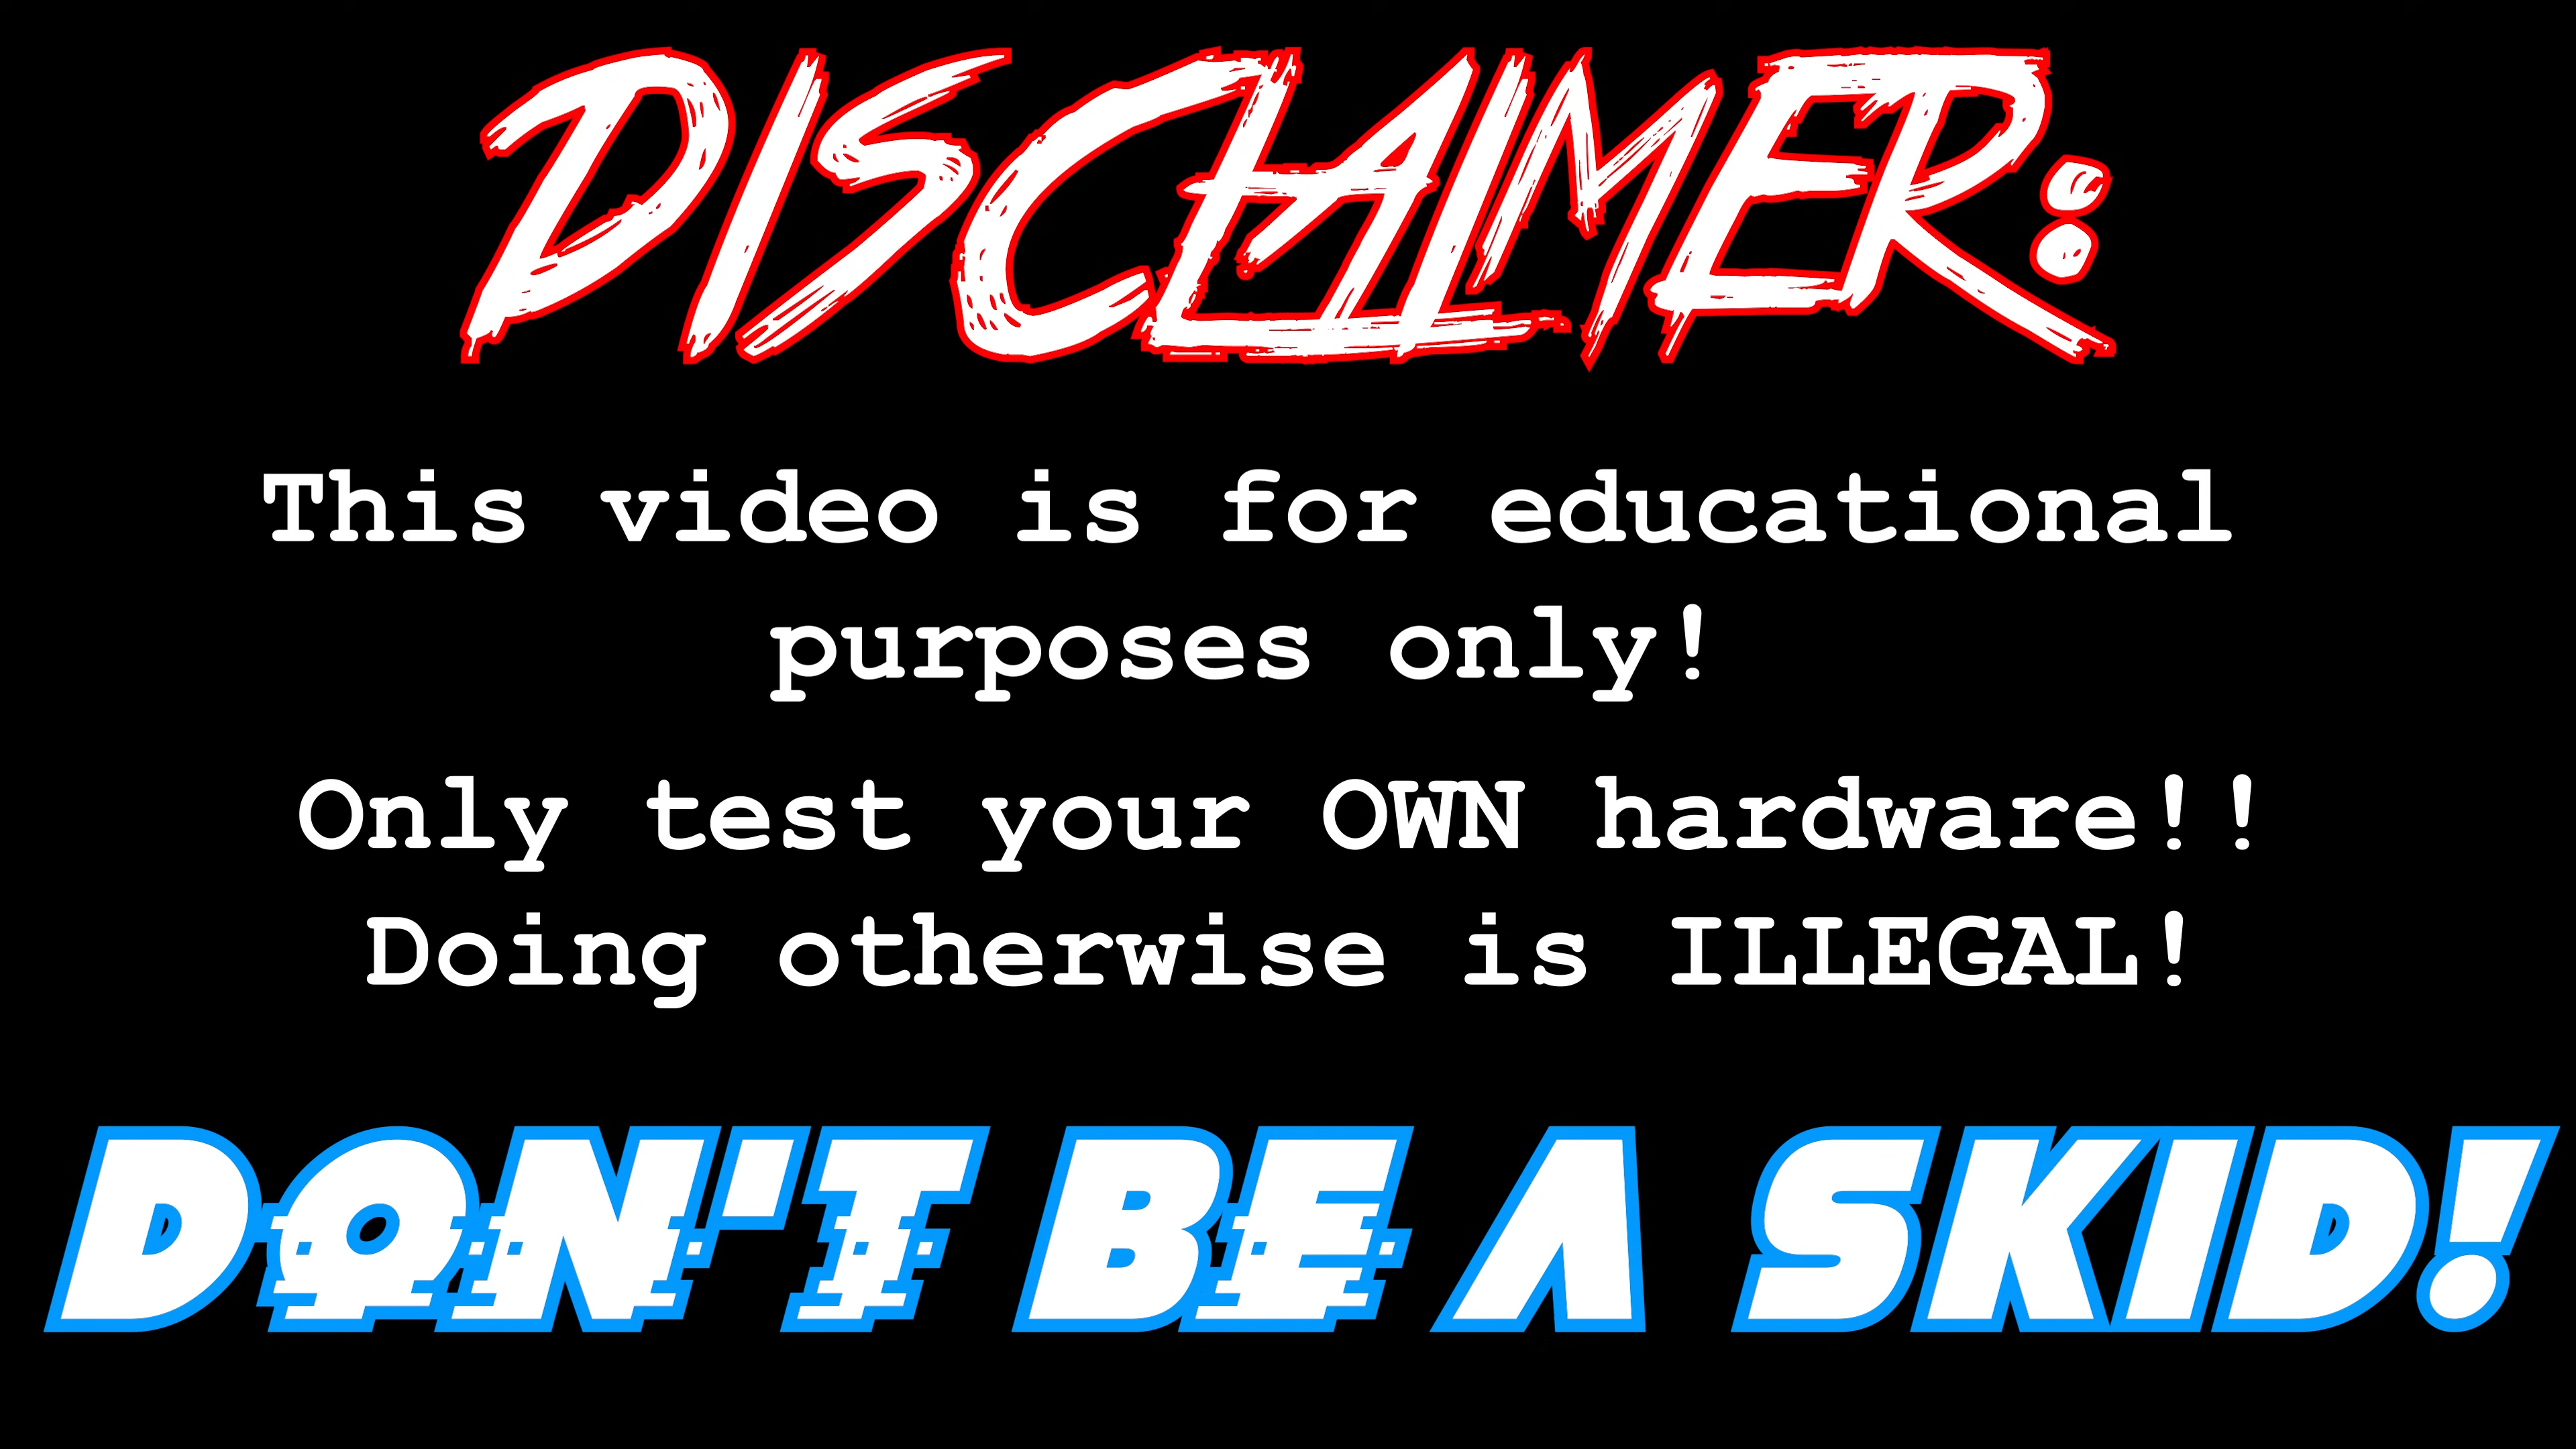 DISCLAIMER:
This video is for educational
purposes only!
Only test your OWN hardware!!
Doing otherwise is ILLEGAL!
DON'T BE A SKID!